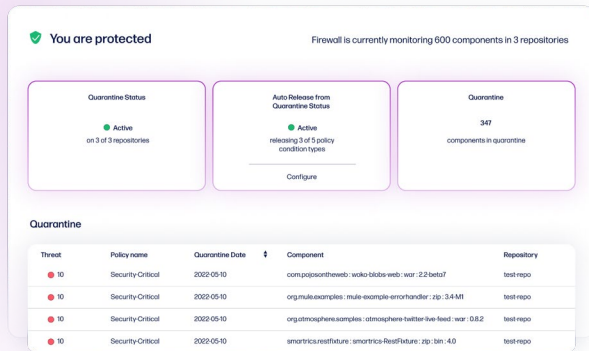 You are protected
Firewall is currently monitoring 600 components in 3 repositories
Quarantine Status
Active
on 3 of 3 repositories
Auto Release from
Quarantine Status
Active
releasing 3 of 5 policy
condition types
Configure
Quarantine
347
components in quarantine
Quarantine
Threat Policy name Quarantine Date Component Repository
10 Security-Critical 2022-05-10 com.pojosontheweb : woko-blobs-web : war : 2.2-beta7 test-repo
10 Security-Critical 2022-05-10 org.mule.examples : mule-example-errorhandler : zip : 3.4-M1 test-repo
10 Security-Critical 2022-05-10 org.atmosphere.samples : atmosphere-twitter-live-feed : war : 0.8.2 test-repo
10 Security-Critical 2022-05-10 smartrics.restfixture : smartrics-RestFixture : zip : bin : 4.0 test-repo